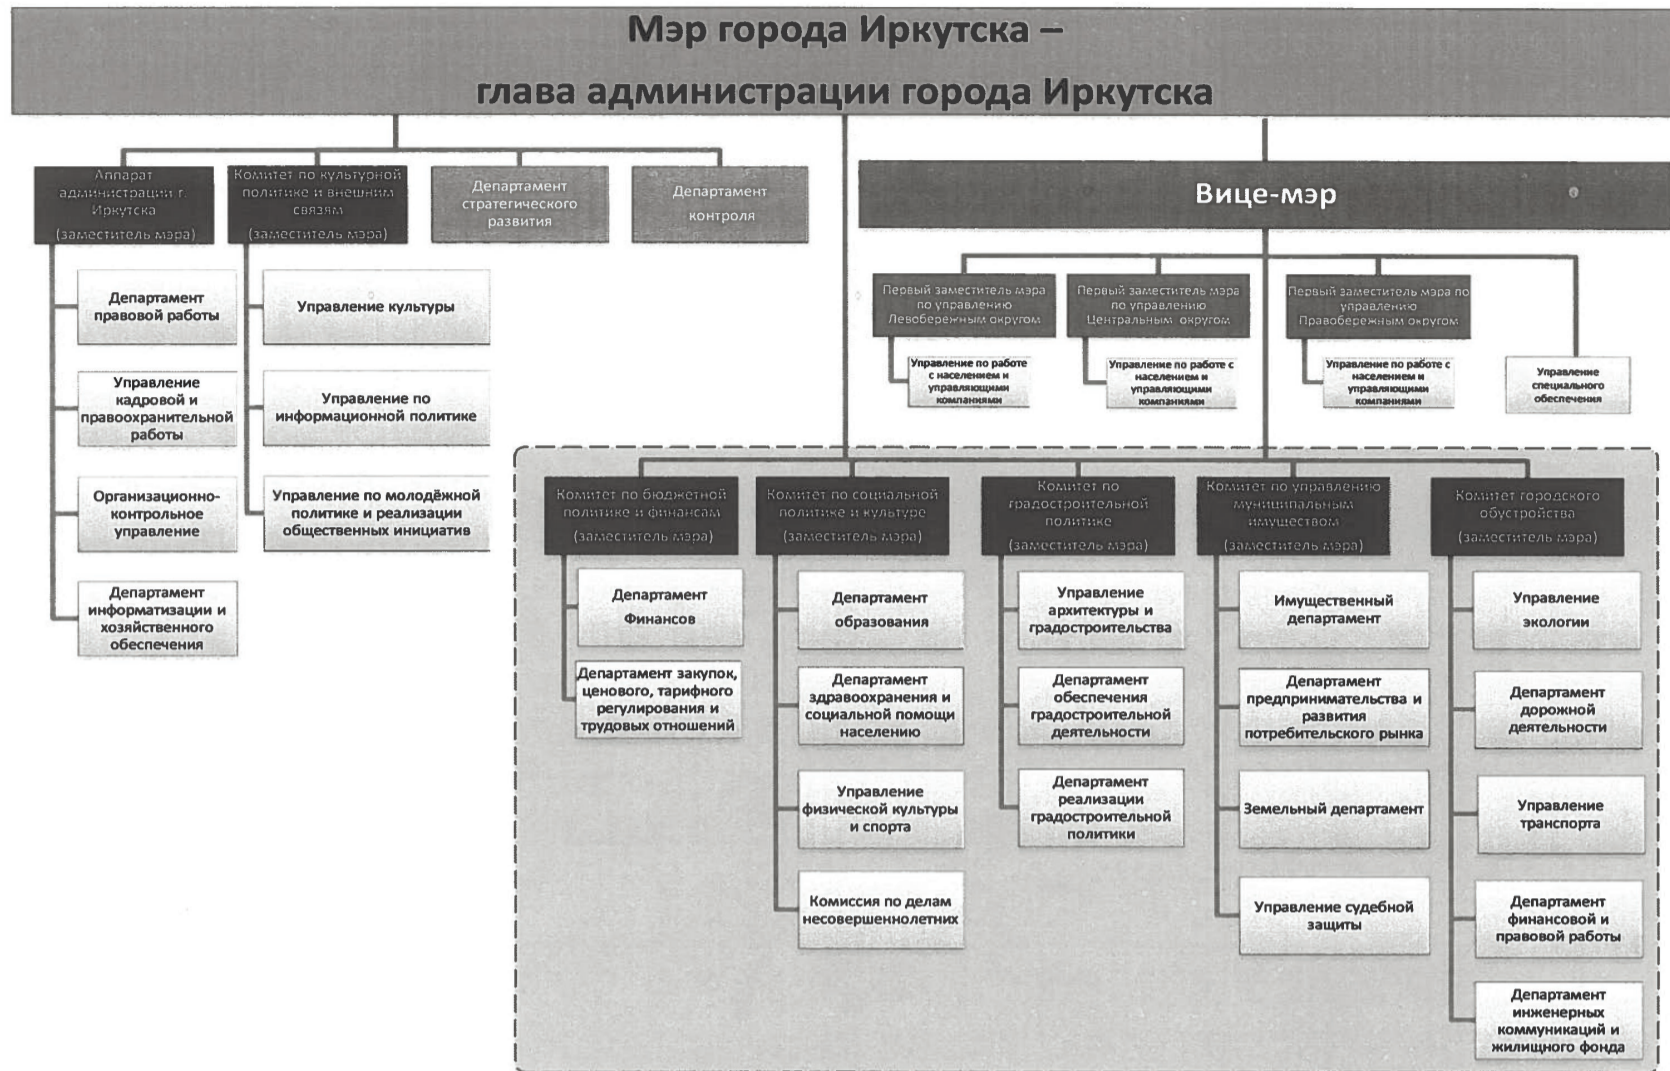 Мэр города Иркутска –
глава администрации города Иркутска
Аппарат
администрации г.
Иркутска
(заместитель мэра)
Комитет по культурной
политике и внешним
связям
(заместитель мэра)
Департамент
стратегического
развития
Департамент
контроля
Вице-мэр
Департамент
правовой работы
Управление
кадровой и
правоохранительной
работы
Организационно-
контрольное
управление
Департамент
информатизации и
хозяйственного
обеспечения
Управление культуры
Управление по
информационной политике
Управление по молодёжной
политике и реализации
общественных инициатив
Первый заместитель мэра
по управлению
Левобережным округом
Первый заместитель мэра
по управлению
Центральным округом
Первый заместитель мэра по
управлению
Правобережным округом
Управление по работе
с населением и
управляющими
компаниями
Управление по работе с
населением и
управляющими
компаниями
Управление по работе с
населением и
управляющими
компаниями
Управление
специального
обеспечения
Комитет по бюджетной
политике и финансам
(заместитель мэра)
Комитет по социальной
политике и культуре
(заместитель мэра)
Комитет по
градостроительной
политике
(заместитель мэра)
Комитет по управлению
муниципальным
имуществом
(заместитель мэра)
Комитет городского
обустройства
(заместитель мэра)
Департамент
Финансов
Департамент закупок,
ценового, тарифного
регулирования и
трудовых отношений
Департамент
образования
Департамент
здравоохранения и
социальной помощи
населению
Управление
физической культуры
и спорта
Комиссия по делам
несовершеннолетних
Управление
архитектуры и
градостроительства
Департамент
обеспечения
градостроительной
деятельности
Департамент
реализации
градостроительной
политики
Имущественный
департамент
Департамент
предпринимательства и
развития
потребительского рынка
Земельный департамент
Управление судебной
защиты
Управление
экологии
Департамент
дорожной
деятельности
Управление
транспорта
Департамент
финансовой и
правовой работы
Департамент
инженерных
коммуникаций и
жилищного фонда